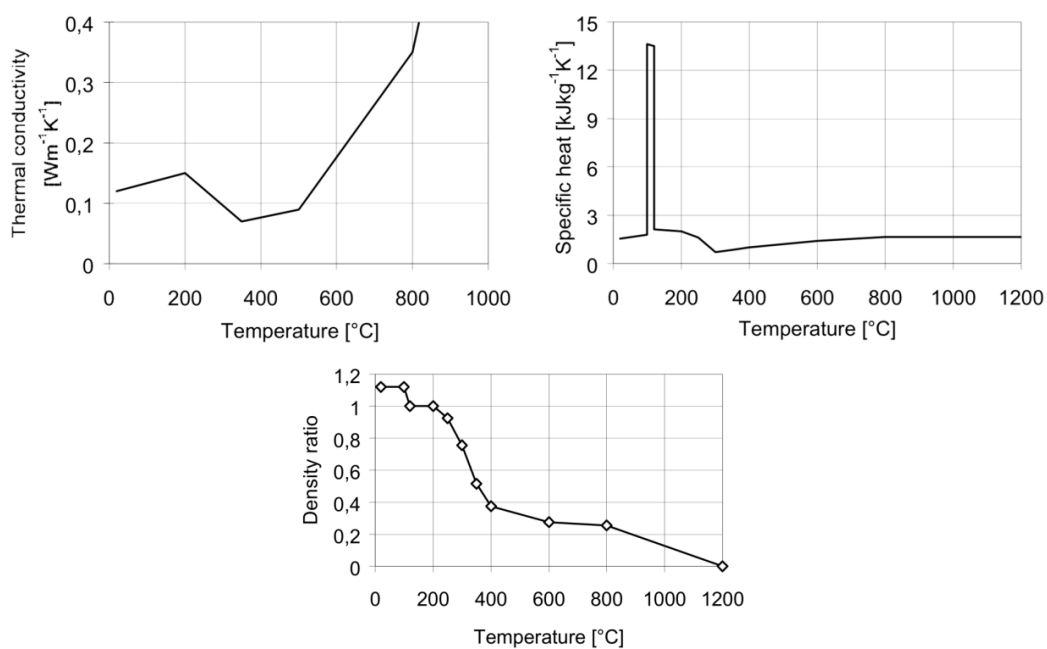 Thermal conductivity
[Wm⁻¹K⁻¹]
0,4
0,3
0,2
0,1
0
0 200 400 600 800 1000
Temperature [°C]
Specific heat [kJkg⁻¹K⁻¹]
15
12
9
6
3
0
0 200 400 600 800 1000 1200
Temperature [°C]
Density ratio
1,2
1
0,8
0,6
0,4
0,2
0
0 200 400 600 800 1000 1200
Temperature [°C]